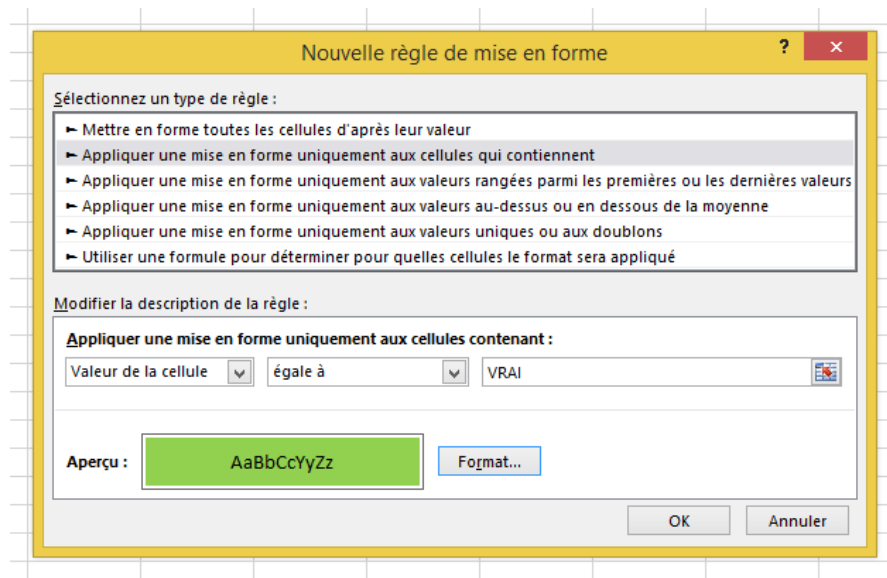 Nouvelle règle de mise en forme ?
Sélectionnez un type de règle :
► Mettre en forme toutes les cellules d'après leur valeur
► Appliquer une mise en forme uniquement aux cellules qui contiennent
► Appliquer une mise en forme uniquement aux valeurs rangées parmi les premières ou les dernières valeurs
► Appliquer une mise en forme uniquement aux valeurs au-dessus ou en dessous de la moyenne
► Appliquer une mise en forme uniquement aux valeurs uniques ou aux doublons
► Utiliser une formule pour déterminer pour quelles cellules le format sera appliqué
Modifier la description de la règle :
Appliquer une mise en forme uniquement aux cellules contenant :
Valeur de la cellule égale à VRAI
Aperçu : AaBbCcYyZz Format...
OK Annuler